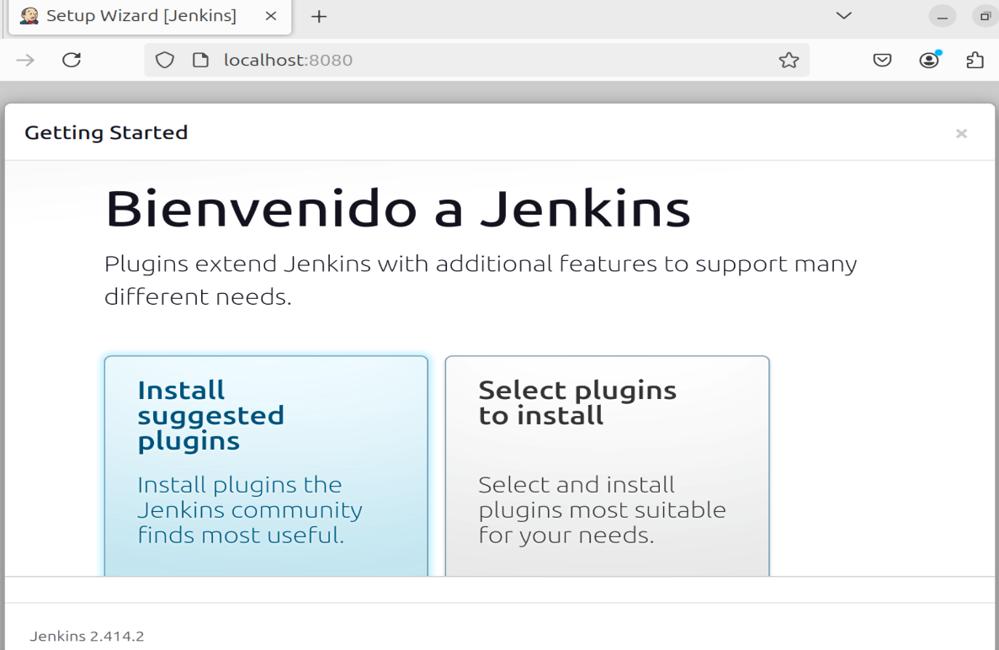 Setup Wizard [Jenkins]
localhost:8080
Getting Started
Bienvenido a Jenkins
Plugins extend Jenkins with additional features to support many
different needs.
Install
suggested
plugins
Install plugins the
Jenkins community
finds most useful.
Select plugins
to install
Select and install
plugins most suitable
for your needs.
Jenkins 2.414.2